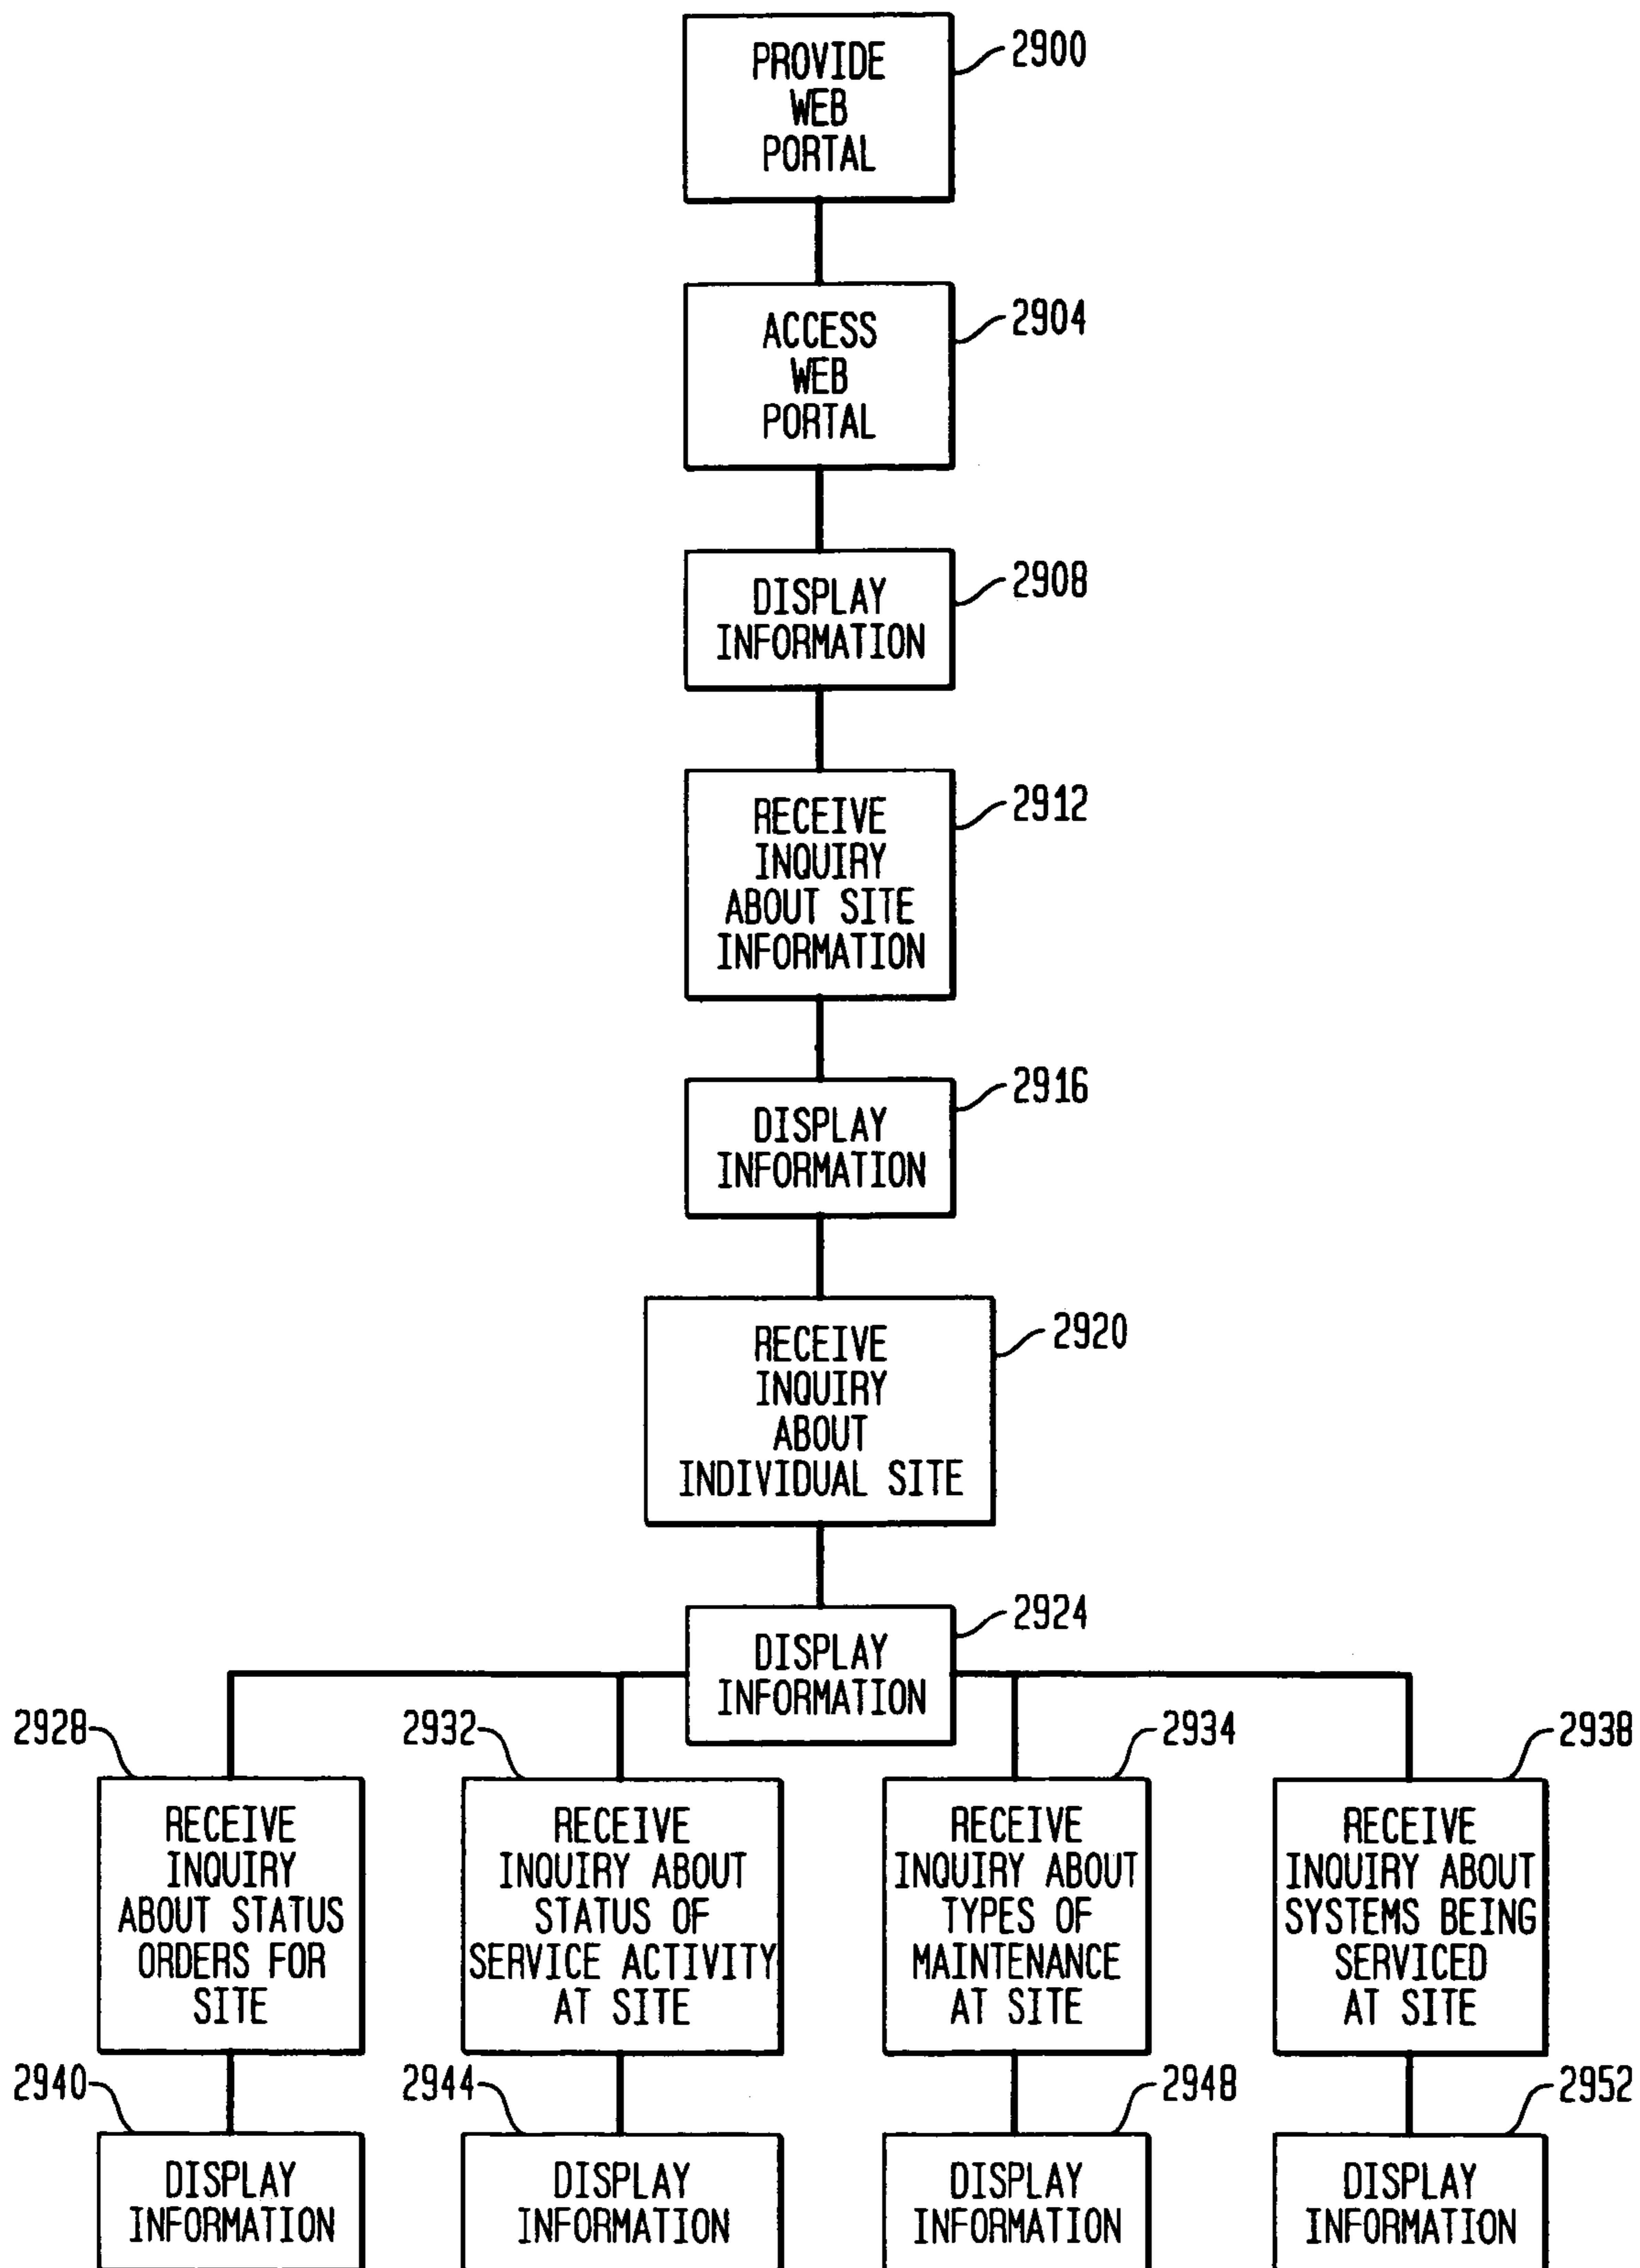 PROVIDE
WEB
PORTAL
2900
ACCESS
WEB
PORTAL
2904
DISPLAY
INFORMATION
2908
RECEIVE
INQUIRY
ABOUT SITE
INFORMATION
2912
DISPLAY
INFORMATION
2916
RECEIVE
INQUIRY
ABOUT
INDIVIDUAL SITE
2920
DISPLAY
INFORMATION
2924
2928
RECEIVE
INQUIRY
ABOUT STATUS
ORDERS FOR
SITE
2932
RECEIVE
INQUIRY ABOUT
STATUS OF
SERVICE ACTIVITY
AT SITE
2934
RECEIVE
INQUIRY ABOUT
TYPES OF
MAINTENANCE
AT SITE
2938
RECEIVE
INQUIRY ABOUT
SYSTEMS BEING
SERVICED
AT SITE
2940
DISPLAY
INFORMATION
2944
DISPLAY
INFORMATION
2948
DISPLAY
INFORMATION
2952
DISPLAY
INFORMATION